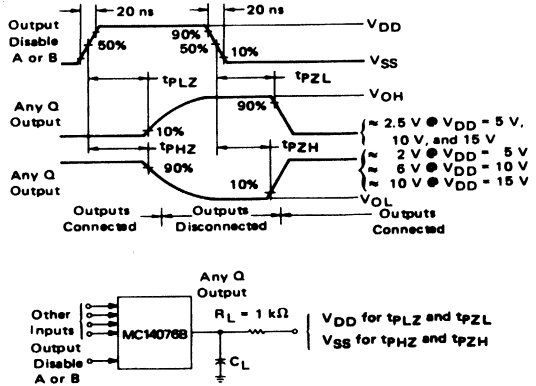 20 ns
20 ns
Output
Disable
A or B
50%
90%
50%
10%
VDD
VSS
tPLZ
tPZL
VOH
Any Q
Output
10%
90%
≈ 2.5 V @ VDD = 5 V,
10 V, and 15 V
tPHZ
tPZH
Any Q
Output
90%
10%
≈ 2 V @ VDD = 5 V
≈ 6 V @ VDD = 10 V
≈ 10 V @ VDD = 15 V
VOL
Outputs
Connected
Outputs
Disconnected
Outputs
Connected
Any Q
Output
Other
Inputs
Output
Disable
A or B
MC14076B
RL = 1 kΩ
CL
VDD for tPLZ and tPZL
VSS for tPHZ and tPZH